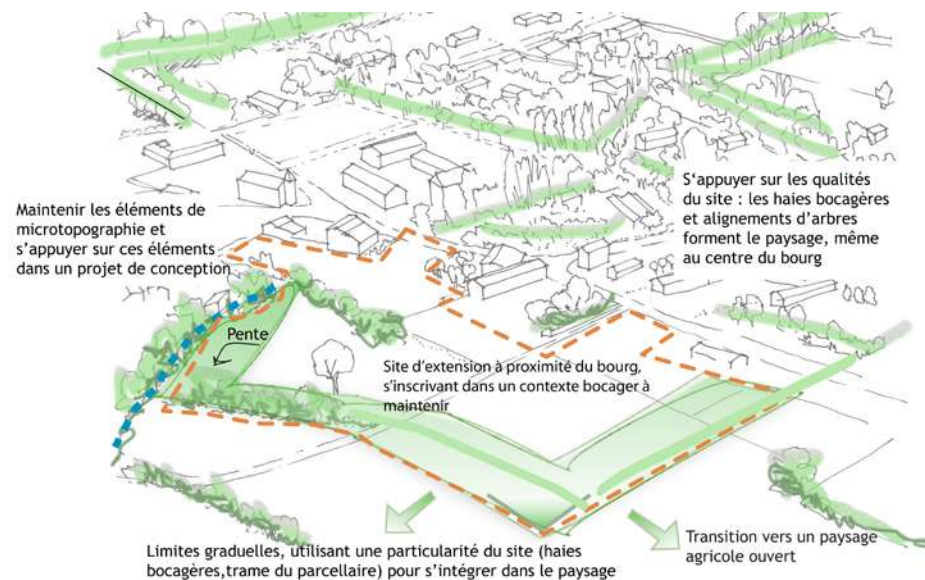 S'appuyer sur les qualités
du site : les haies bocagères
et alignements d'arbres
forment le paysage, même
au centre du bourg
Maintenir les éléments de
microtopographie et
s'appuyer sur ces éléments
dans un projet de conception
Pente
Site d'extension à proximité du bourg,
s'inscrivant dans un contexte bocager à
maintenir
Limites graduelles, utilisant une particularité du site (haies
bocagères,trame du parcellaire) pour s'intégrer dans le paysage
Transition vers un paysage
agricole ouvert